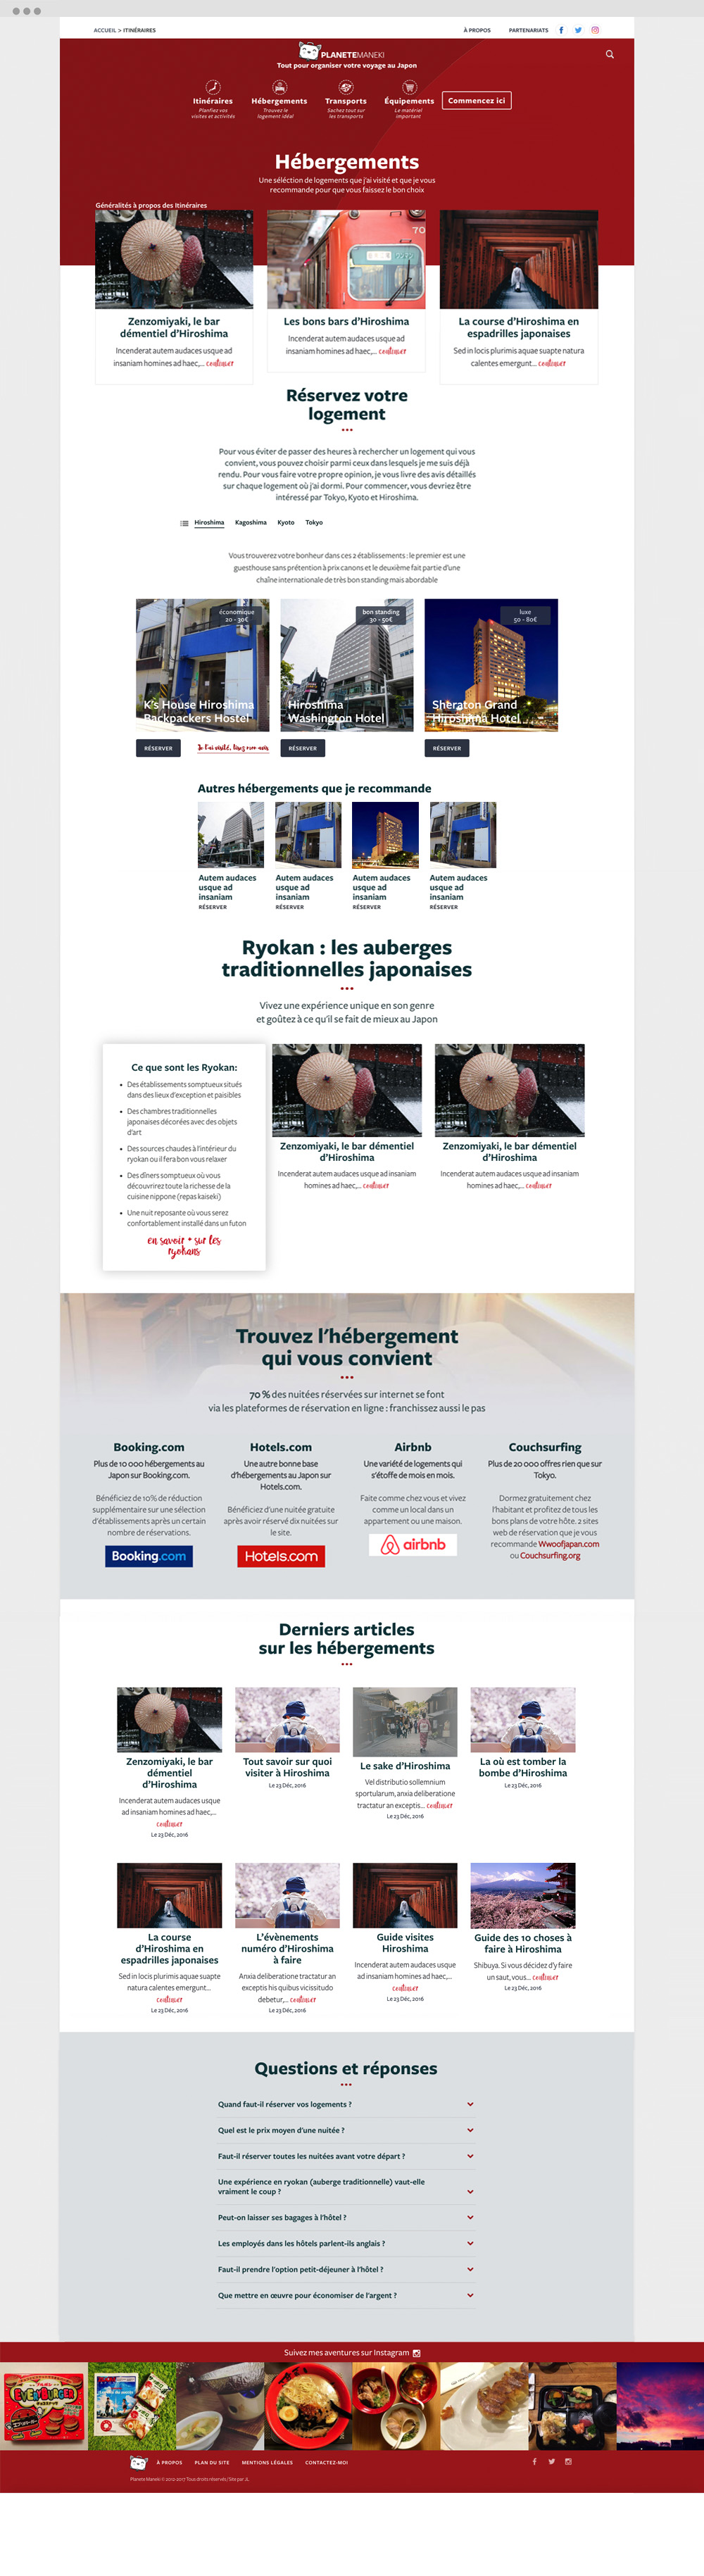 ACCUEIL > ITINÉRAIRES
À PROPOS
PARTENARIATS
PLANETEMANEKI
Tout pour organiser votre voyage au Japon
Itinéraires
Planifiez vos
visites et activités
Hébergements
Trouvez le
logement idéal
Transports
Sachez tout sur
les transports
Équipements
Le matériel
important
Commencez ici
Hébergements
Une séléction de logements que j'ai visité et que je vous
recommande pour que vous faissez le bon choix
Généralités à propos des Itinéraires
70
Zenzomiyaki, le bar
démentiel d'Hiroshima
Incenderat autem audaces usque ad
insaniam homines ad haec,... continuer
Les bons bars d'Hiroshima
Incenderat autem audaces usque ad
insaniam homines ad haec,... continuer
La course d'Hiroshima en
espadrilles japonaises
Sed in locis plurimis aquae suapte natura
calentes emergunt... continuer
Réservez votre
logement
Pour vous éviter de passer des heures à rechercher un logement qui vous
convient, vous pouvez choisir parmi ceux dans lesquels je me suis déjà
rendu. Pour vous faire votre propre opinion, je vous livre des avis détaillés
sur chaque logement où j'ai dormi. Pour commencer, vous devriez être
intéressé par Tokyo, Kyoto et Hiroshima.
Hiroshima
Kagoshima
Kyoto
Tokyo
Vous trouverez votre bonheur dans ces 2 établissements : le premier est une
guesthouse sans prétention à prix canons et le deuxième fait partie d'une
chaîne internationale de très bon standing mais abordable
économique
20 - 30€
K's House Hiroshima
Backpackers Hostel
RÉSERVER
Je l'ai visité, lisez mon avis
bon standing
30 - 50€
Hiroshima
Washington Hotel
RÉSERVER
luxe
50 - 80€
Sheraton Grand
Hiroshima Hotel
RÉSERVER
Autres hébergements que je recommande
Autem audaces
usque ad
insaniam
RÉSERVER
Autem audaces
usque ad
insaniam
RÉSERVER
Autem audaces
usque ad
insaniam
RÉSERVER
Autem audaces
usque ad
insaniam
RÉSERVER
Ryokan : les auberges
traditionnelles japonaises
Vivez une expérience unique en son genre
et goûtez à ce qu'il se fait de mieux au Japon
Ce que sont les Ryokan:
• Des établissements somptueux situés
dans des lieux d'exception et paisibles
• Des chambres traditionnelles
japonaises décorées avec des objets
d'art
• Des sources chaudes à l'intérieur du
ryokan ou il fera bon vous relaxer
• Des dîners somptueux où vous
découvrirez toute la richesse de la
cuisine nippone (repas kaiseki)
• Une nuit reposante où vous serez
confortablement installé dans un futon
en savoir + sur les
ryokans
Zenzomiyaki, le bar démentiel
d'Hiroshima
Incenderat autem audaces usque ad insaniam
homines ad haec,... continuer
Zenzomiyaki, le bar démentiel
d'Hiroshima
Incenderat autem audaces usque ad insaniam
homines ad haec,... continuer
Trouvez l'hébergement
qui vous convient
70 % des nuitées réservées sur internet se font
via les plateformes de réservation en ligne : franchissez aussi le pas
Booking.com
Plus de 10 000 hébergements au
Japon sur Booking.com.
Bénéficiez de 10% de réduction
supplémentaire sur une sélection
d'établissements après un certain
nombre de réservations.
Booking.com
Hotels.com
Une autre bonne base
d'hébergements au Japon sur
Hotels.com.
Bénéficiez d'une nuitée gratuite
après avoir réservé dix nuitées sur
le site.
Hotels.com
Airbnb
Une variété de logements qui
s'étoffe de mois en mois.
Faite comme chez vous et vivez
comme un local dans un
appartement ou une maison.
airbnb
Couchsurfing
Plus de 20 000 offres rien que sur
Tokyo.
Dormez gratuitement chez
l'habitant et profitez de tous les
bons plans de votre hôte. 2 sites
web de réservation que je vous
recommande Wwoofjapan.com
ou Couchsurfing.org
Derniers articles
sur les hébergements
Zenzomiyaki, le bar
démentiel
d'Hiroshima
Incenderat autem audaces usque
ad insaniam homines ad haec,...
continuer
Le 23 Déc, 2016
Tout savoir sur quoi
visiter à Hiroshima
Le 23 Déc, 2016
Le sake d'Hiroshima
Vel distributio sollemnium
sportularum, anxia deliberatione
tractatur an exceptis... continuer
Le 23 Déc, 2016
La où est tomber la
bombe d'Hiroshima
Le 23 Déc, 2016
La course
d'Hiroshima en
espadrilles japonaises
Sed in locis plurimis aquae suapte
natura calentes emergunt...
continuer
Le 23 Déc, 2016
L'évènements
numéro d'Hiroshima
à faire
Anxia deliberatione tractatur an
exceptis his quibus vicissitudo
debetur,... continuer
Le 23 Déc, 2016
Guide visites
Hiroshima
Incenderat autem audaces usque
ad insaniam homines ad haec,...
continuer
Le 23 Déc, 2016
Guide des 10 choses à
faire à Hiroshima
Shibuya. Si vous décidez d'y faire
un saut, vous... continuer
Le 23 Déc, 2016
Questions et réponses
Quand faut-il réserver vos logements ?
Quel est le prix moyen d'une nuitée ?
Faut-il réserver toutes les nuitées avant votre départ ?
Une expérience en ryokan (auberge traditionnelle) vaut-elle
vraiment le coup ?
Peut-on laisser ses bagages à l'hôtel ?
Les employés dans les hôtels parlent-ils anglais ?
Faut-il prendre l'option petit-déjeuner à l'hôtel ?
Que mettre en œuvre pour économiser de l'argent ?
Suivez mes aventures sur Instagram
EVERYBURGER
À PROPOS
PLAN DU SITE
MENTIONS LÉGALES
CONTACTEZ-MOI
Planete Maneki © 2012-2017 Tous droits réservés / Site par JL